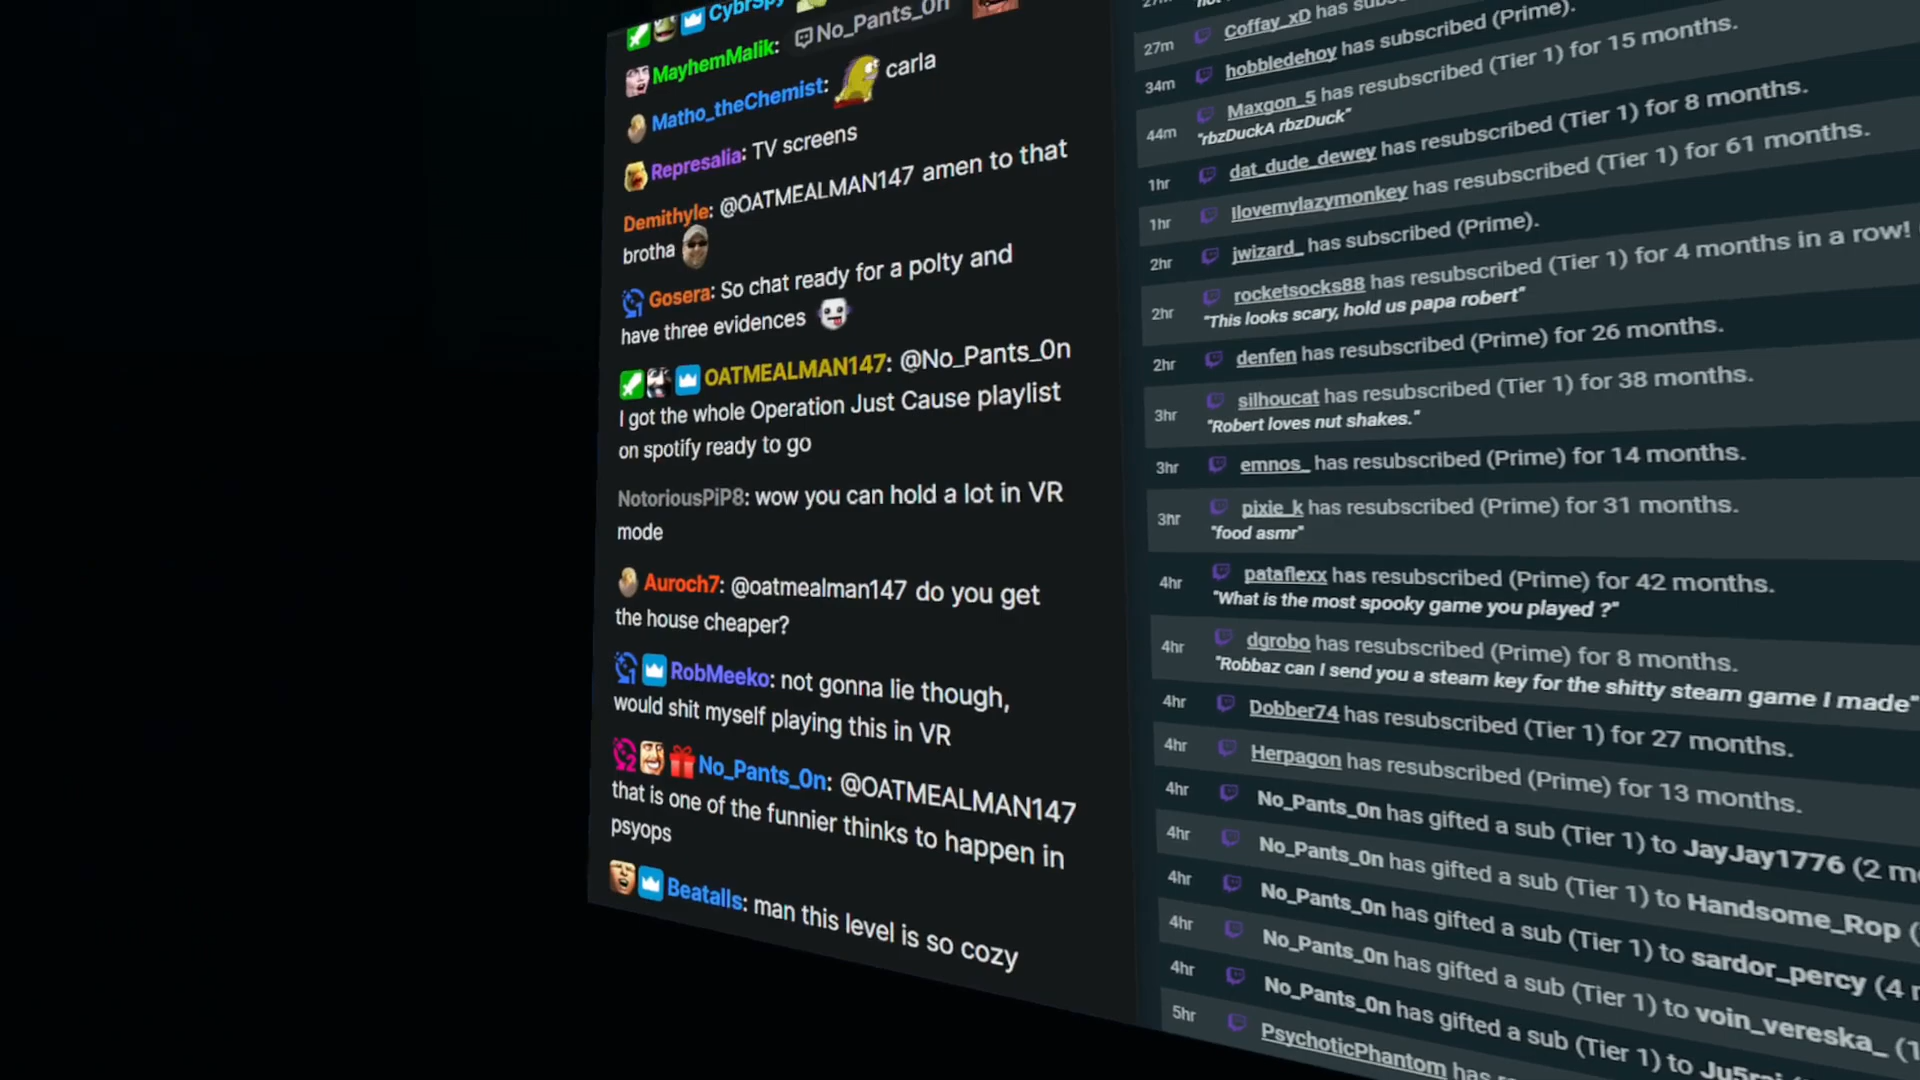 CybrSpy
MayhemMalik: No_Pants_0n
Matho_theChemist: carla
Represalia: TV screens
Demithyle: @OATMEALMAN147 amen to that
brotha
Gosera: So chat ready for a polty and
have three evidences
OATMEALMAN147: @No_Pants_0n
I got the whole Operation Just Cause playlist
on spotify ready to go
NotoriousPiP8: wow you can hold a lot in VR
mode
Auroch7: @oatmealman147 do you get
the house cheaper?
RobMeeko: not gonna lie though,
would shit myself playing this in VR
No_Pants_0n: @OATMEALMAN147
that is one of the funnier thinks to happen in
psyops
Beatalls: man this level is so cozy
27m
27m Coffay_xD has
34m hobbledehoy has subscribed (Prime).
44m Maxgon_5 has resubscribed (Tier 1) for 15 months.
"rbzDuckA rbzDuck"
1hr dat_dude_dewey has resubscribed (Tier 1) for 8 months.
1hr Ilovemylazymonkey has resubscribed (Tier 1) for 61 months.
2hr jwizard_ has subscribed (Prime).
2hr rocketsocks88 has resubscribed (Tier 1) for 4 months in a row!
"This looks scary, hold us papa robert"
2hr denfen has resubscribed (Prime) for 26 months.
3hr silhoucat has resubscribed (Tier 1) for 38 months.
"Robert loves nut shakes."
3hr emnos_ has resubscribed (Prime) for 14 months.
3hr pixie_k has resubscribed (Prime) for 31 months.
"food asmr"
4hr pataflexx has resubscribed (Prime) for 42 months.
"What is the most spooky game you played ?"
4hr dgrobo has resubscribed (Prime) for 8 months.
"Robbaz can I send you a steam key for the shitty steam game I made"
4hr Dobber74 has resubscribed (Tier 1) for 27 months.
4hr Herpagon has resubscribed (Prime) for 13 months.
4hr No_Pants_0n has gifted a sub (Tier 1) to JayJay1776 (2
4hr No_Pants_0n has gifted a sub (Tier 1) to Handsome_Rop (
4hr No_Pants_0n has gifted a sub (Tier 1) to sardor_percy (4
4hr No_Pants_0n has gifted a sub (Tier 1) to voin_vereska_ (1
4hr No_Pants_0n has gifted a sub (Tier 1) to
5hr PsychoticPhantom has